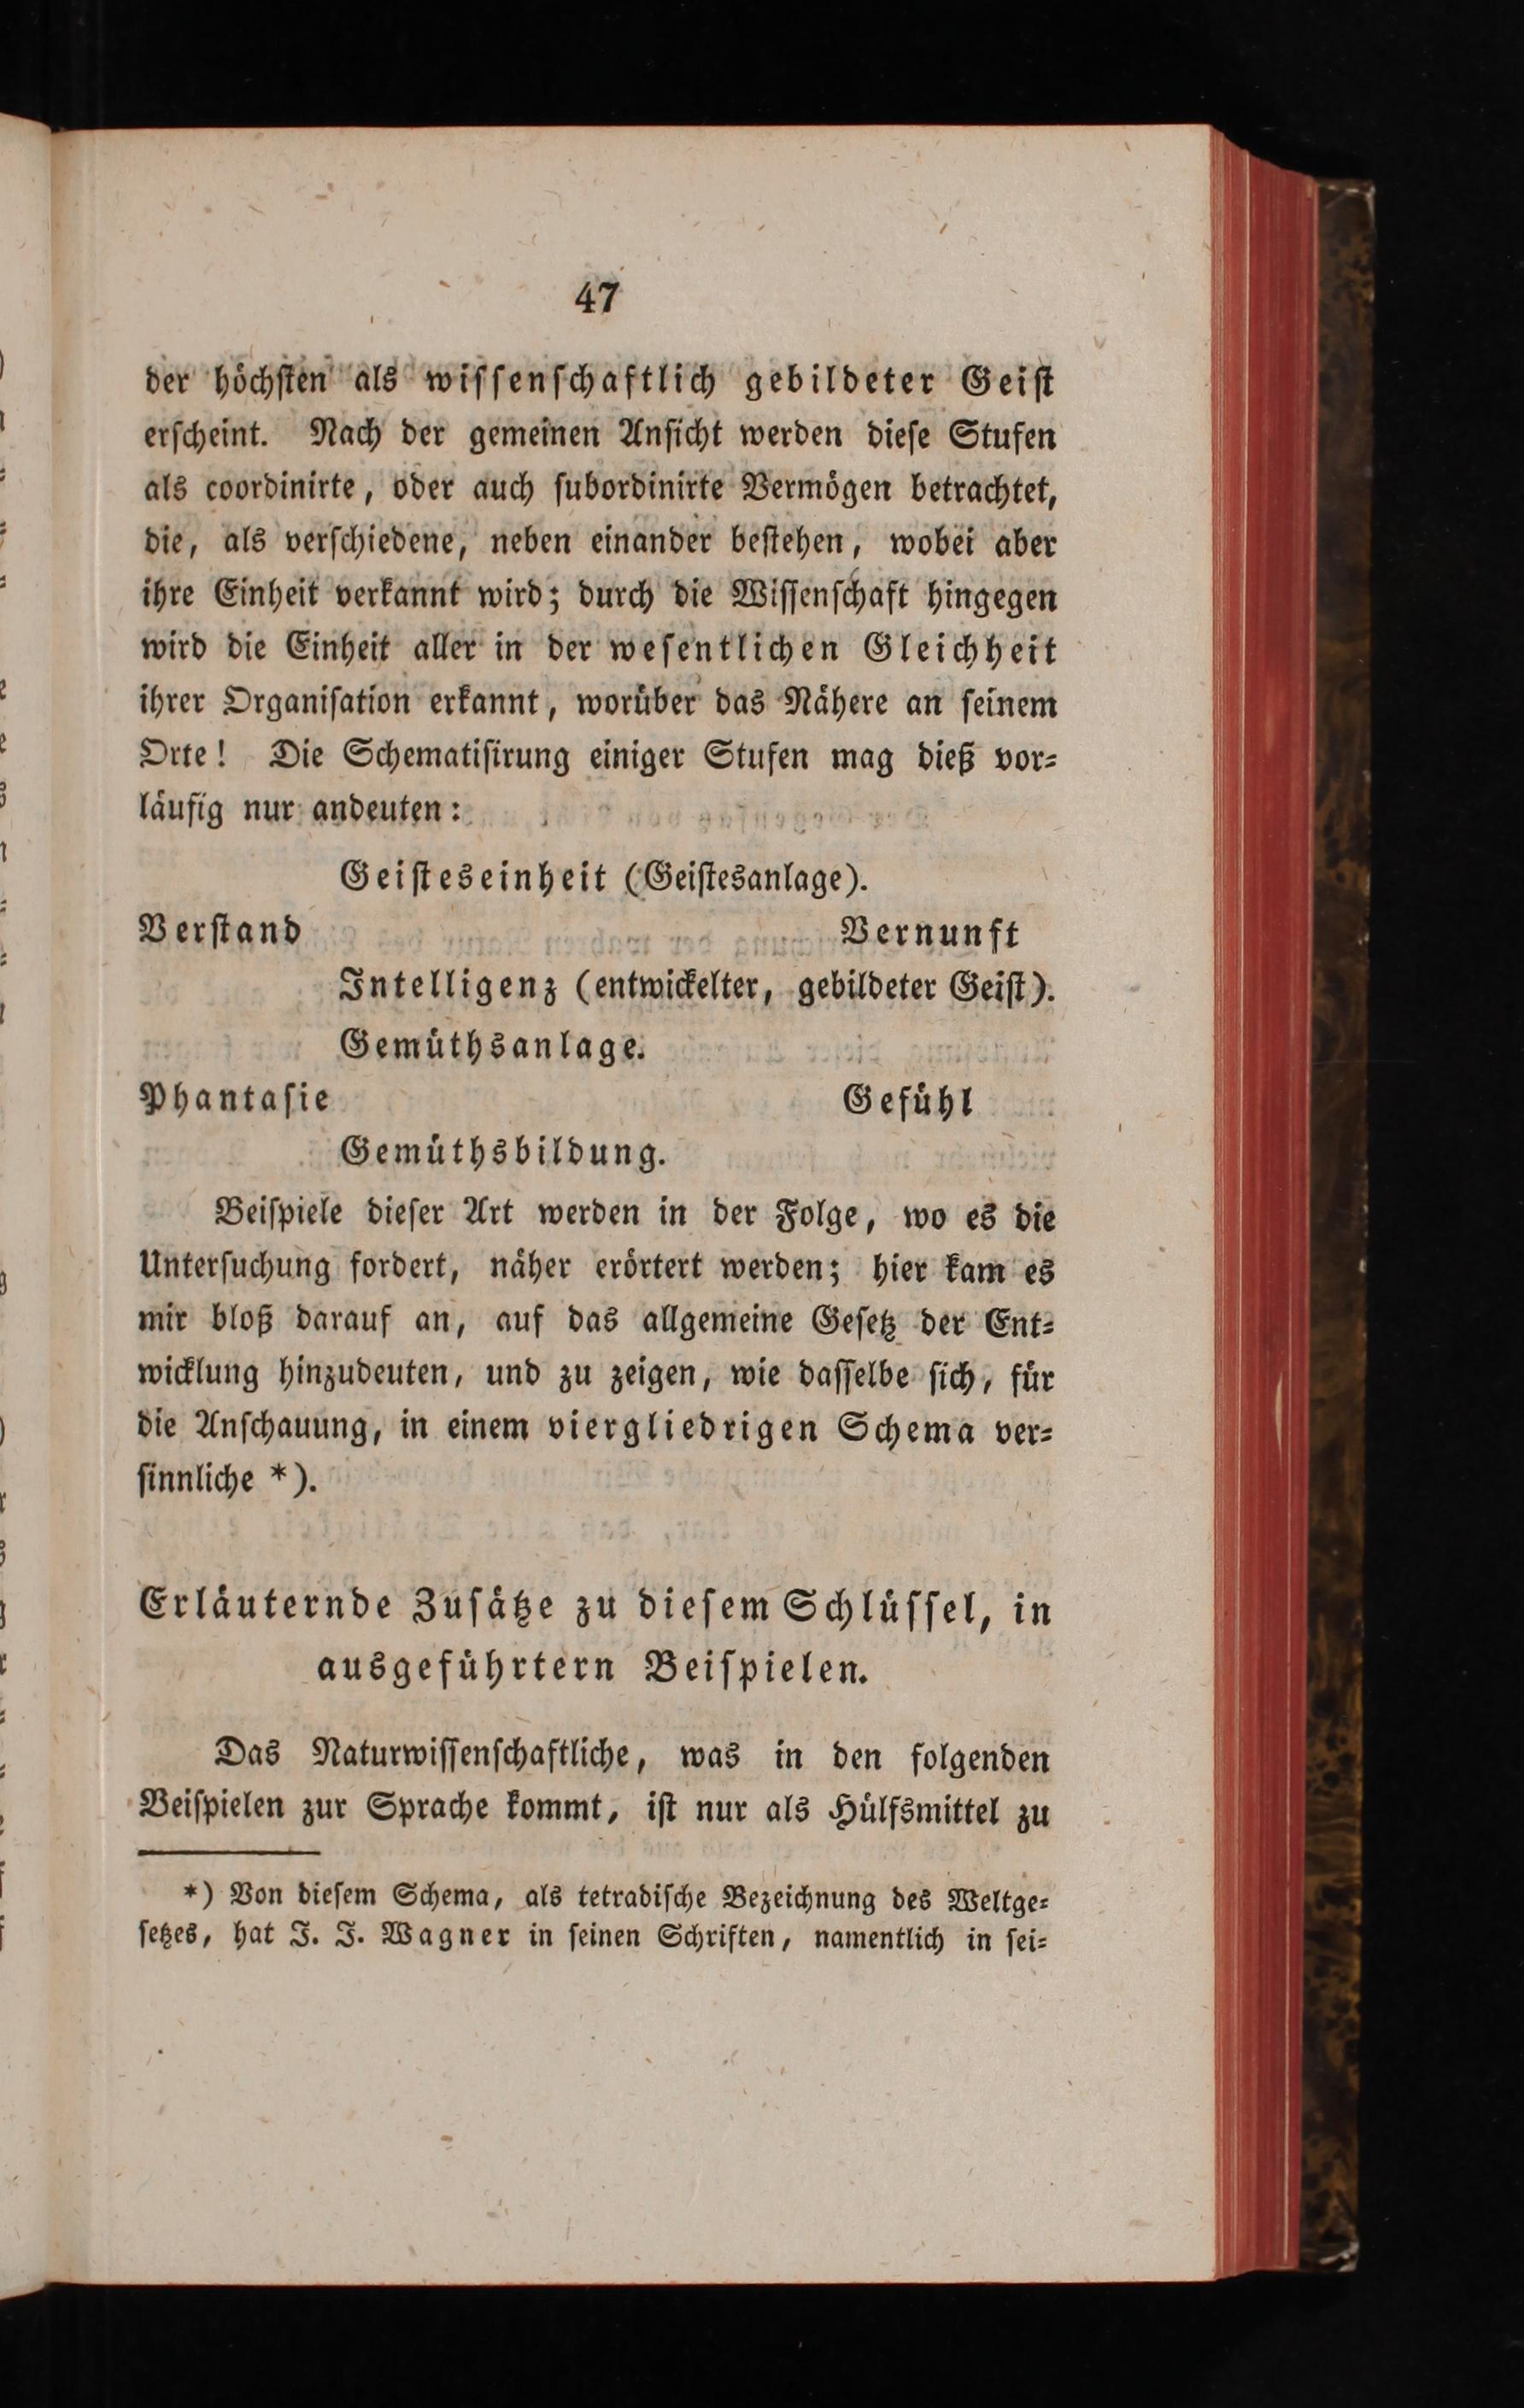 47
der höchſten als wiſſenſchaftlich gebildeter Geiſt
erſcheint. Nach der gemeinen Anſicht werden dieſe Stufen
als coordinirte, oder auch ſubordinirte Vermögen betrachtet,
die, als verſchiedene, neben einander beſtehen, wobei aber
ihre Einheit verkannt wird; durch die Wiſſenſchaft hingegen
wird die Einheit aller in der weſentlichen Gleichheit
ihrer Organiſation erkannt, worüber das Nähere an ſeinem
Orte! Die Schematiſirung einiger Stufen mag dieß vor⸗
läufig nur andeuten:
Geiſteseinheit (Geiſtesanlage).
Verſtand Vernunft
Intelligenz (entwickelter, gebildeter Geiſt).
Gemüthsanlage.
Phantaſie Gefühl
Gemüthsbildung.
Beiſpiele dieſer Art werden in der Folge, wo es die
Unterſuchung fordert, näher erörtert werden; hier kam es
mir bloß darauf an, auf das allgemeine Geſetz der Ent⸗
wicklung hinzudeuten, und zu zeigen, wie daſſelbe ſich, für
die Anſchauung, in einem viergliedrigen Schema ver⸗
ſinnliche *).
Erläuternde Zuſätze zu dieſem Schlüſſel, in
ausgeführtern Beiſpielen.
Das Naturwiſſenſchaftliche, was in den folgenden
Beiſpielen zur Sprache kommt, iſt nur als Hülfsmittel zu
*) Von dieſem Schema, als tetradiſche Bezeichnung des Weltge⸗
ſetzes, hat J. J. Wagner in ſeinen Schriften, namentlich in ſei⸗